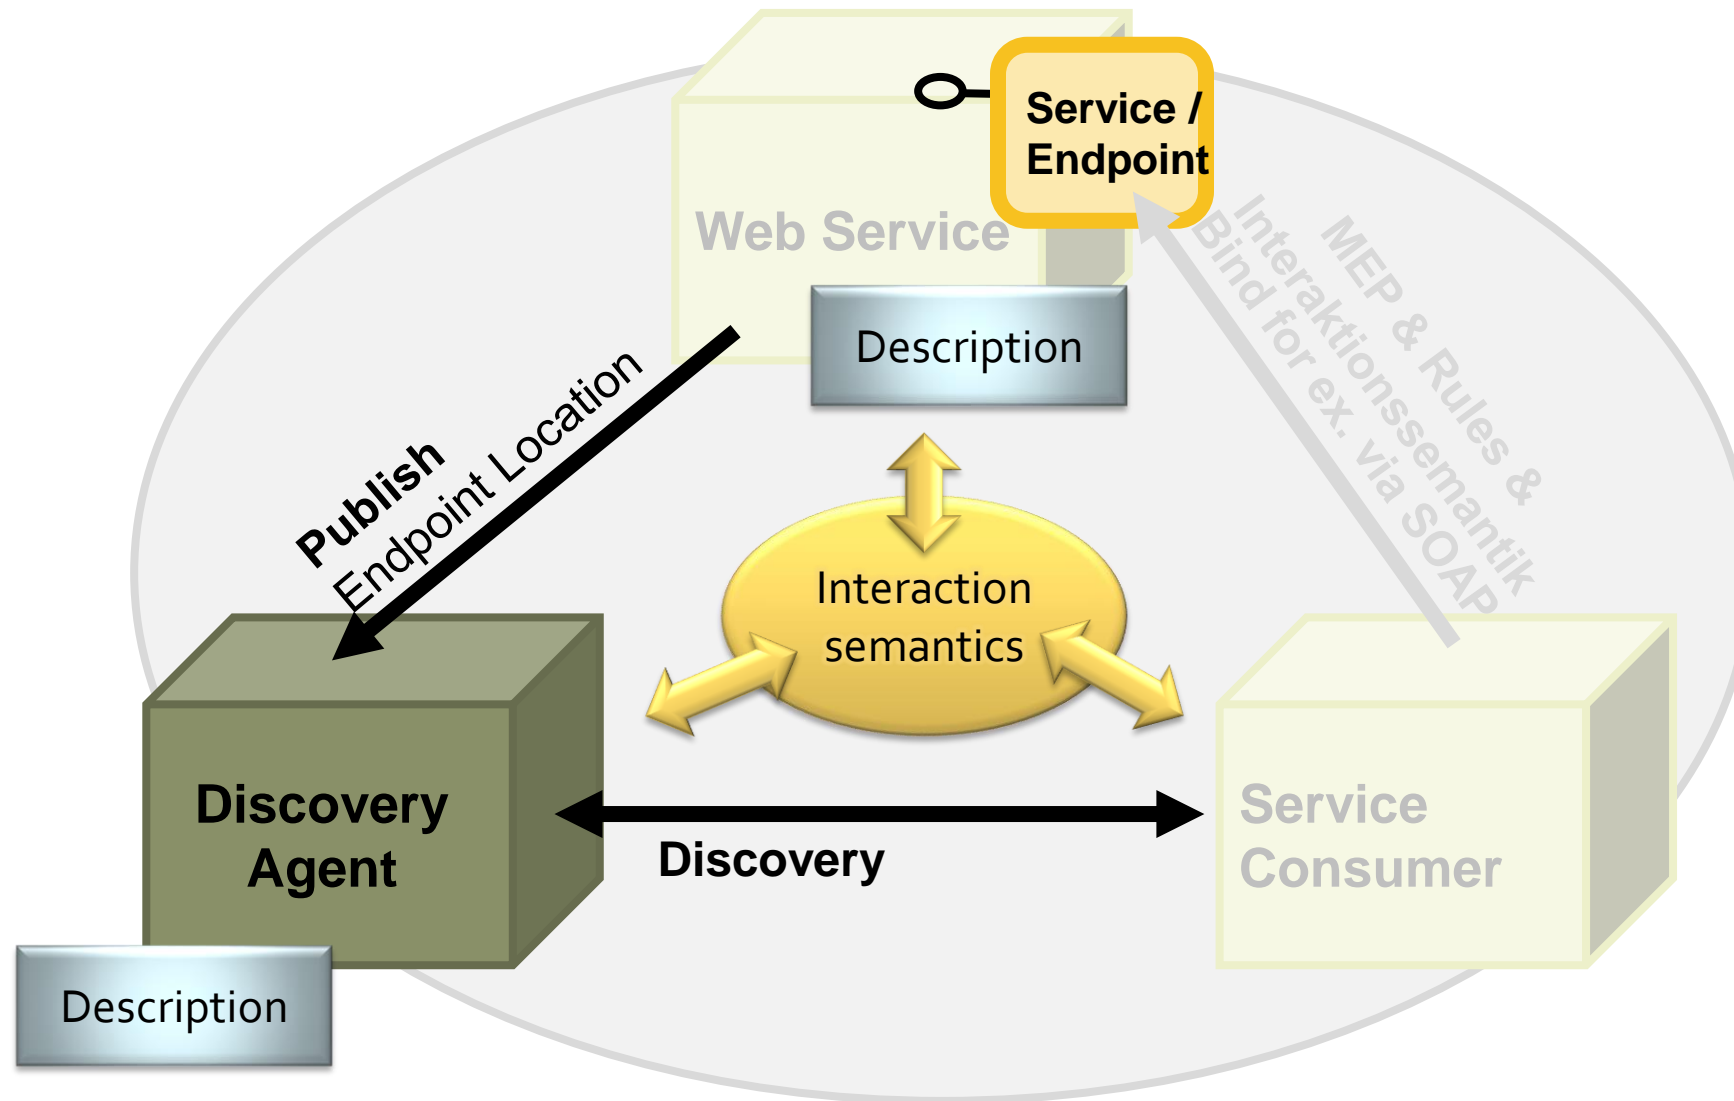 Service /
Endpoint
Web Service
Description
MEP & Rules &
Interaktionssemantik
Bind for ex. via SOAP
Publish
Endpoint Location
Interaction
semantics
Discovery
Agent
Discovery
Service
Consumer
Description